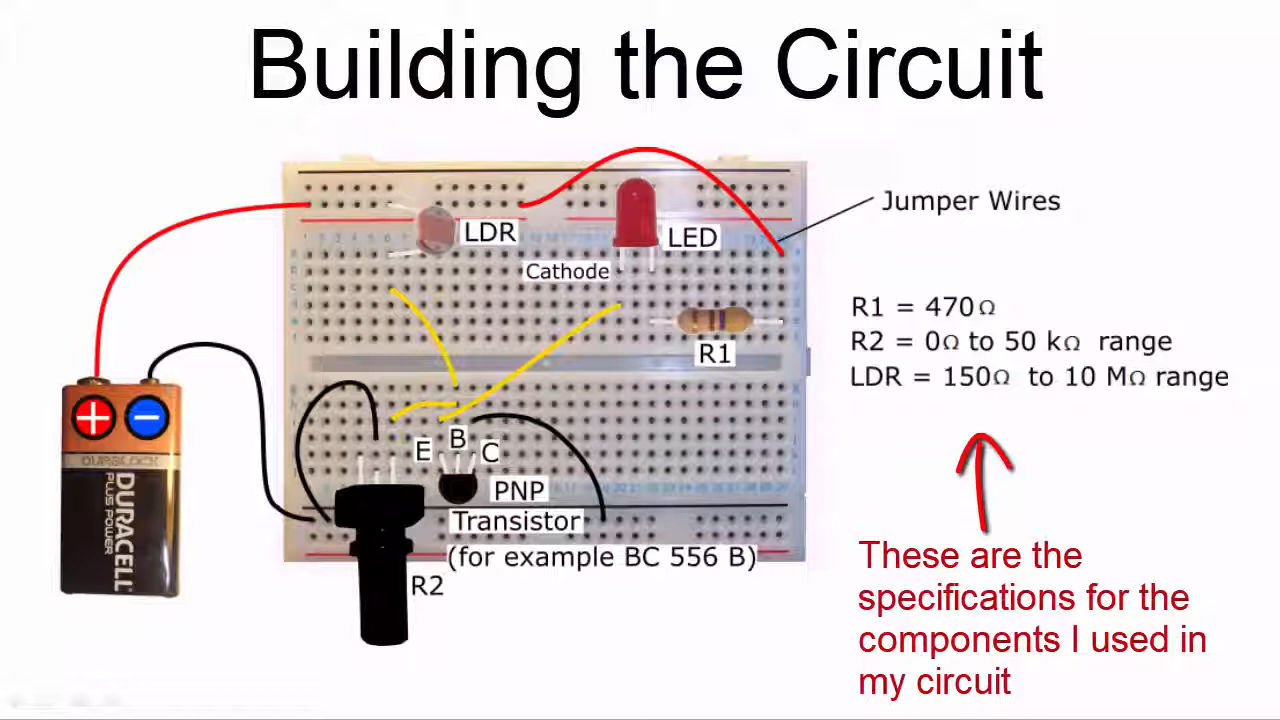 Building the Circuit
Jumper Wires
LDR
LED
Cathode
R1 = 470Ω
R2 = 0Ω to 50 kΩ range
LDR = 150Ω to 10 MΩ range
R1
E B C
PNP
Transistor
(for example BC 556 B)
R2
DURALOCK
DURACELL
PLUS POWER
These are the
specifications for the
components I used in
my circuit